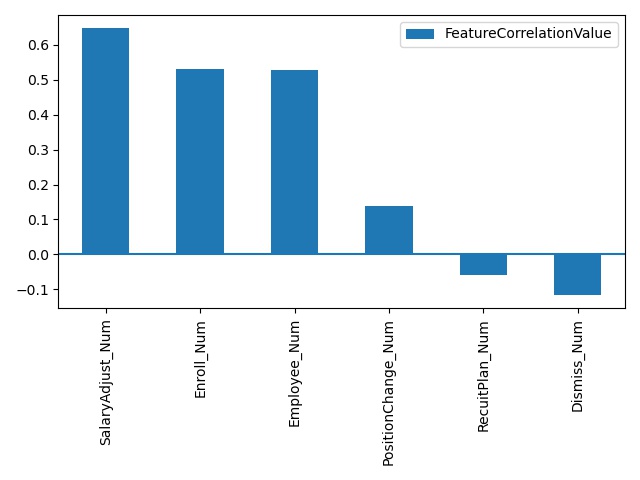 FeatureCorrelationValue
0.6
0.5
0.4
0.3
0.2
0.1
0.0
−0.1
SalaryAdjust_Num
Enroll_Num
Employee_Num
PositionChange_Num
RecuitPlan_Num
Dismiss_Num